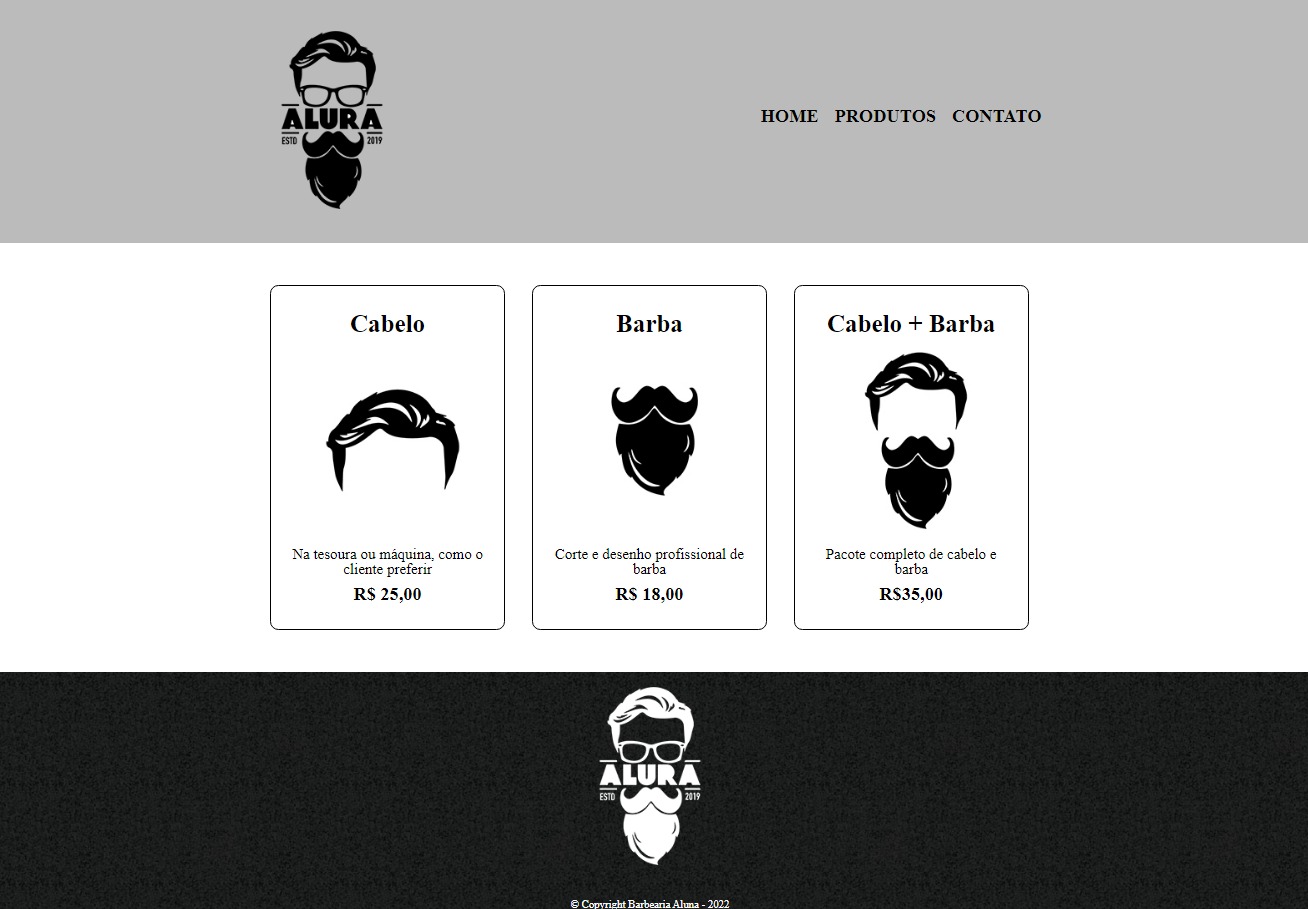 ALURA
ESTD 2019
HOME PRODUTOS CONTATO
Cabelo
Na tesoura ou máquina, como o
cliente preferir
R$ 25,00
Barba
Corte e desenho profissional de
barba
R$ 18,00
Cabelo + Barba
Pacote completo de cabelo e
barba
R$35,00
ALURA
ESTD 2019
© Copyright Barbearia Aluna - 2022